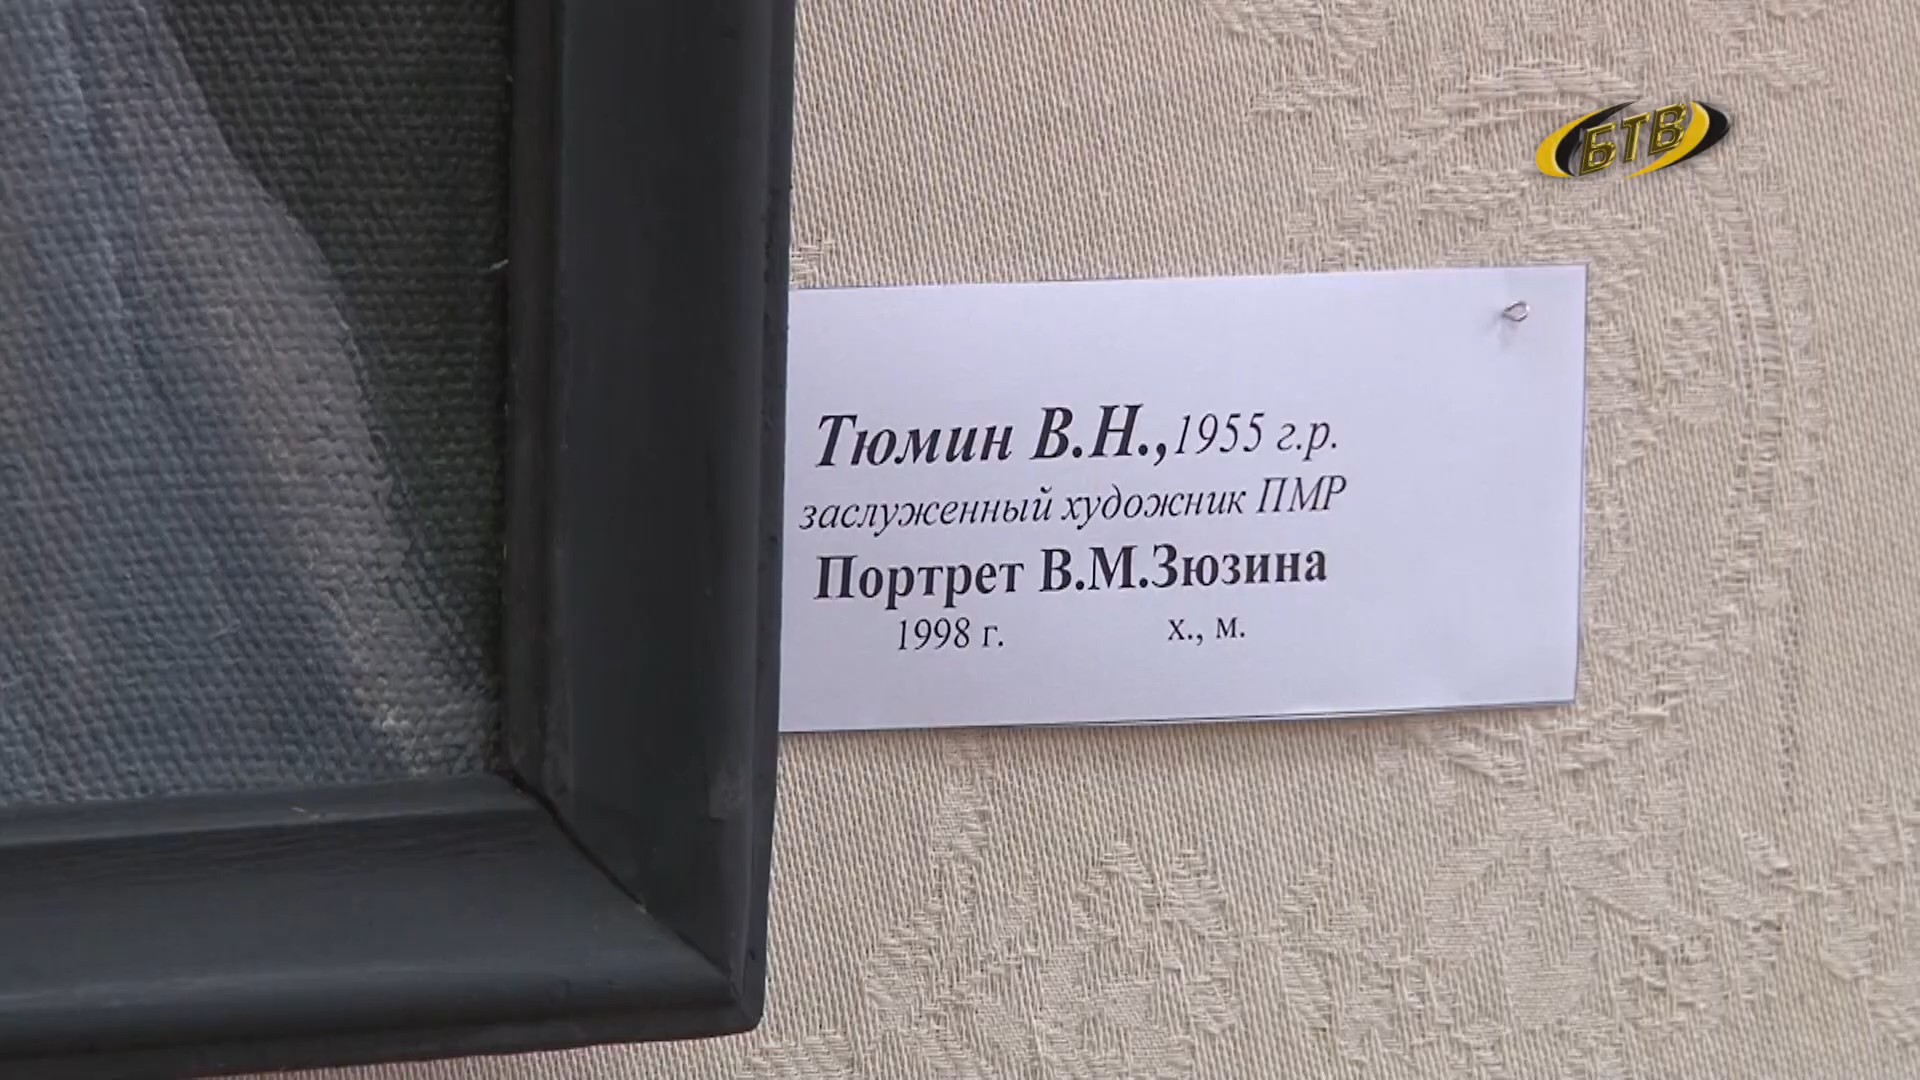 БТВ
Тюмин В.Н., 1955 г.р.
заслуженный художник ПМР
Портрет В.М.Зюзина
1998 г. х., м.